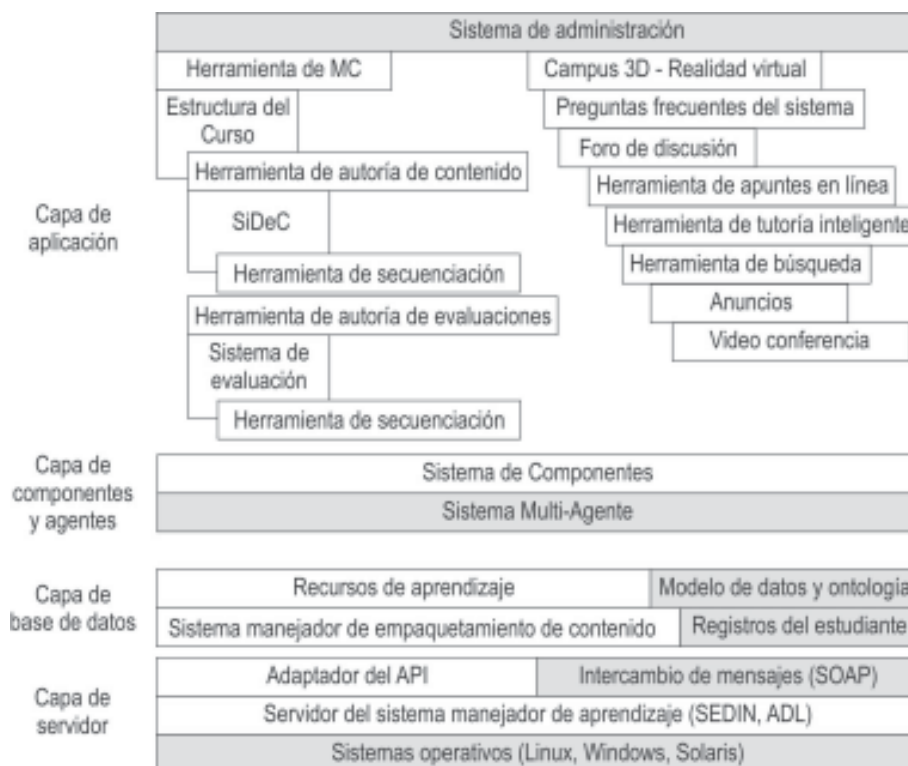 Sistema de administración
Herramienta de MC
Campus 3D - Realidad virtual
Estructura del
Curso
Preguntas frecuentes del sistema
Foro de discusión
Herramienta de autoría de contenido
Herramienta de apuntes en línea
Capa de
aplicación
SiDeC
Herramienta de tutoría inteligente
Herramienta de secuenciación
Herramienta de búsqueda
Herramienta de autoría de evaluaciones
Anuncios
Sistema de
evaluación
Video conferencia
Herramienta de secuenciación
Capa de
componentes
y agentes
Sistema de Componentes
Sistema Multi-Agente
Capa de
base de datos
Recursos de aprendizaje
Modelo de datos y ontología
Sistema manejador de empaquetamiento de contenido
Registros del estudiante
Capa de
servidor
Adaptador del API
Intercambio de mensajes (SOAP)
Servidor del sistema manejador de aprendizaje (SEDIN, ADL)
Sistemas operativos (Linux, Windows, Solaris)